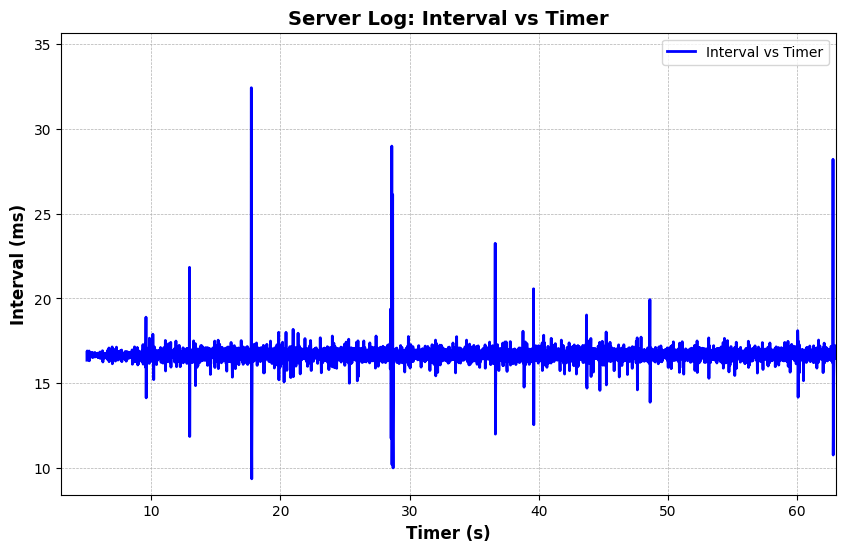 Server Log: Interval vs Timer
Interval vs Timer
Interval (ms)
35
30
25
20
15
10
10 20 30 40 50 60
Timer (s)